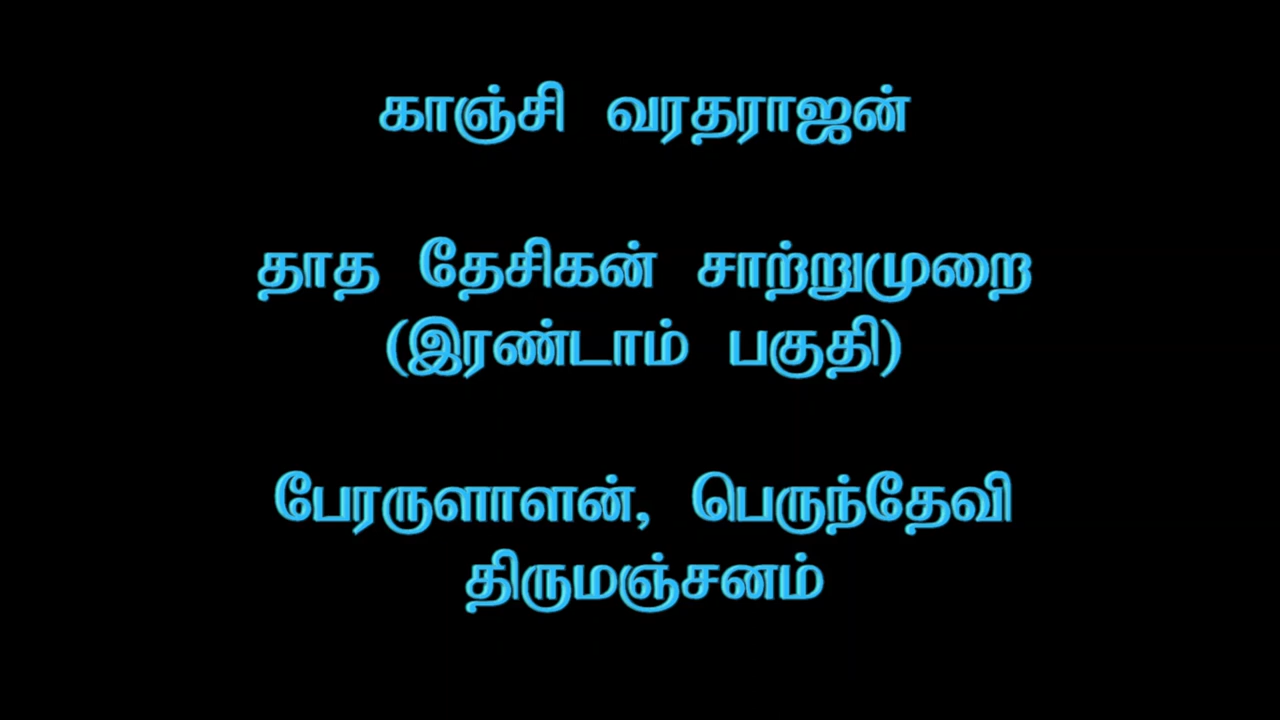 காஞ்சி வரதராஜன்
தாத தேசிகன் சாற்றுமுறை
(இரண்டாம் பகுதி)
பேரருளாளன், பெருந்தேவி
திருமஞ்சனம்